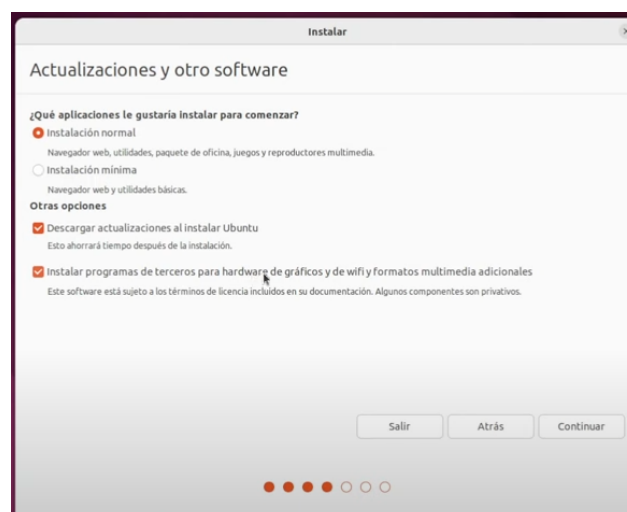 Instalar
Actualizaciones y otro software
¿Qué aplicaciones le gustaría instalar para comenzar?
Instalación normal
Navegador web, utilidades, paquete de oficina, juegos y reproductores multimedia.
Instalación mínima
Navegador web y utilidades básicas.
Otras opciones
Descargar actualizaciones al instalar Ubuntu
Esto ahorrará tiempo después de la instalación.
Instalar programas de terceros para hardware de gráficos y de wifi y formatos multimedia adicionales
Este software está sujeto a los términos de licencia incluidos en su documentación. Algunos componentes son privativos.
Salir Atrás Continuar